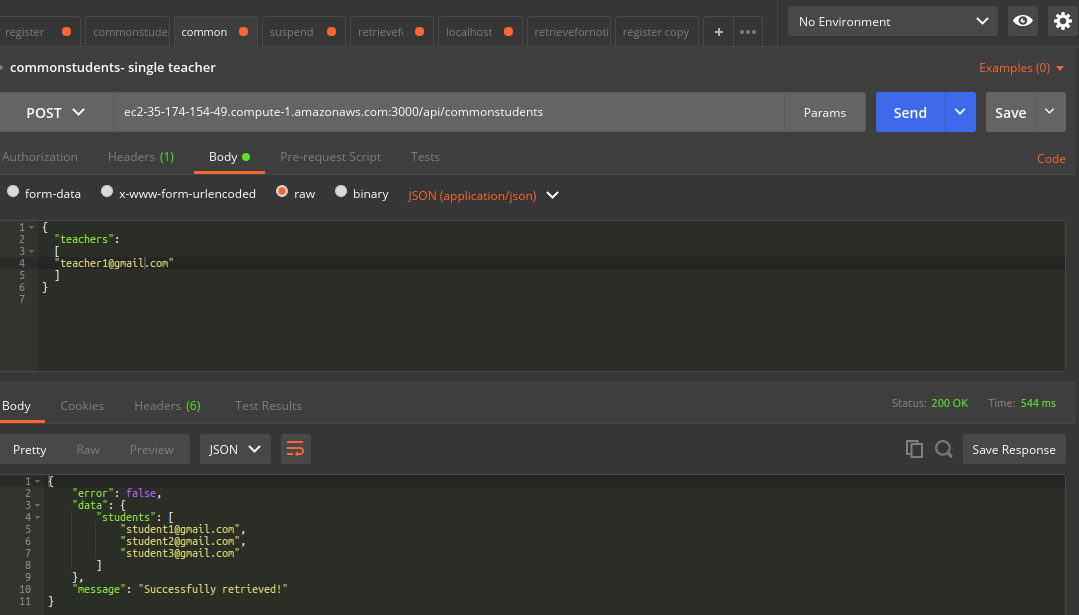 register commonstude common suspend retrievef localhost retrievefornoti register copy + ••• No Environment
commonstudents- single teacher Examples (0)
POST ec2-35-174-154-49.compute-1.amazonaws.com:3000/api/commonstudents Params Send Save
Authorization Headers (1) Body Pre-request Script Tests Code
form-data x-www-form-urlencoded raw binary JSON (application/json)
1 {
2 "teachers":
3 [
4 "teacher1@gmail.com"
5 ]
6 }
7
Body Cookies Headers (6) Test Results Status: 200 OK Time: 544 ms
Pretty Raw Preview JSON Save Response
1 {
2 "error": false,
3 "data": {
4 "students": [
5 "student1@gmail.com",
6 "student2@gmail.com",
7 "student3@gmail.com"
8 ]
9 },
10 "message": "Successfully retrieved!"
11 }